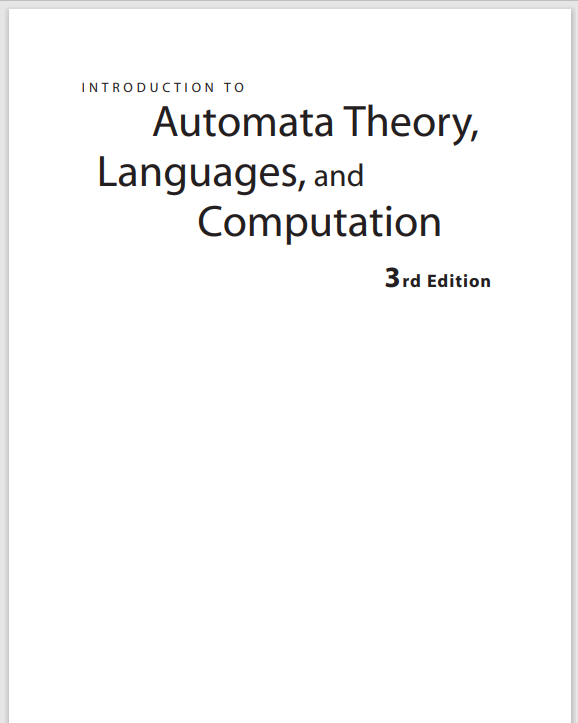 INTRODUCTION TO
Automata Theory,
Languages, and
Computation
3rd Edition